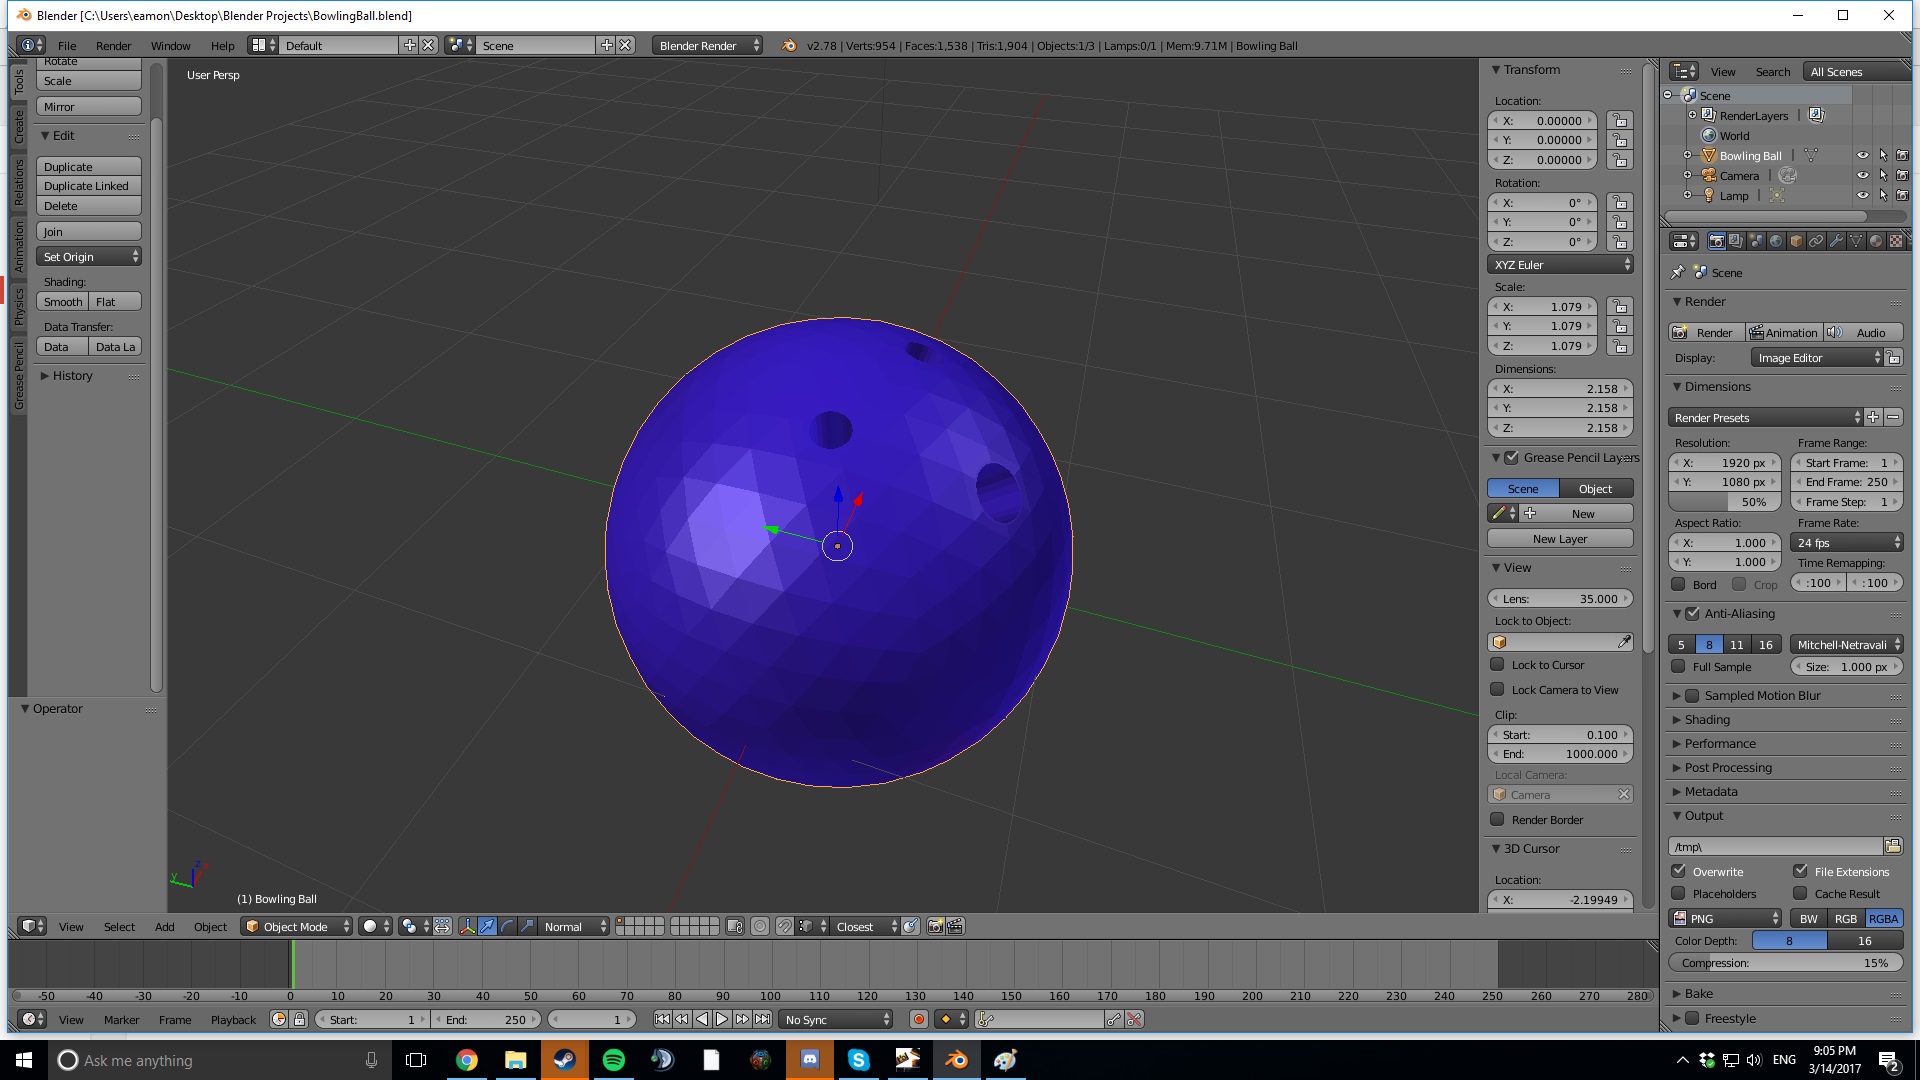 Blender [C:\Users\eamon\Desktop\Blender Projects\BowlingBall.blend]
File Render Window Help Default Scene Blender Render v2.78 | Verts:954 | Faces:1,538 | Tris:1,904 | Objects:1/3 | Lamps:0/1 | Mem:9.71M | Bowling Ball
Tools
Create
Relations
Animation
Physics
Grease Pencil
Rotate
Scale
Mirror
Edit
Duplicate
Duplicate Linked
Delete
Join
Set Origin
Shading:
Smooth Flat
Data Transfer:
Data Data La
History
Operator
User Persp
z
y
(1) Bowling Ball
Transform
Location:
X: 0.00000
Y: 0.00000
Z: 0.00000
Rotation:
X: 0°
Y: 0°
Z: 0°
XYZ Euler
Scale:
X: 1.079
Y: 1.079
Z: 1.079
Dimensions:
X: 2.158
Y: 2.158
Z: 2.158
Grease Pencil Layers
Scene Object
New
New Layer
View
Lens: 35.000
Lock to Object:
Lock to Cursor
Lock Camera to View
Clip:
Start: 0.100
End: 1000.000
Local Camera:
Camera
Render Border
3D Cursor
Location:
X: -2.19949
View Search All Scenes
Scene
RenderLayers |
World
Bowling Ball |
Camera |
Lamp |
Scene
Render
Render Animation Audio
Display: Image Editor
Dimensions
Render Presets
Resolution: Frame Range:
X: 1920 px Start Frame: 1
Y: 1080 px End Frame: 250
50% Frame Step: 1
Aspect Ratio: Frame Rate:
X: 1.000 24 fps
Y: 1.000 Time Remapping:
Bord Crop :100 :100
Anti-Aliasing
5 8 11 16 Mitchell-Netravali
Full Sample Size: 1.000 px
Sampled Motion Blur
Shading
Performance
Post Processing
Metadata
Output
/tmp\
Overwrite File Extensions
Placeholders Cache Result
PNG BW RGB RGBA
Color Depth: 8 16
Compression: 15%
Bake
Freestyle
View Select Add Object Object Mode Normal Closest
-50 -40 -30 -20 -10 0 10 20 30 40 50 60 70 80 90 100 110 120 130 140 150 160 170 180 190 200 210 220 230 240 250 260 270 280
View Marker Frame Playback Start: 1 End: 250 1 No Sync
Ask me anything
ENG
9:05 PM
3/14/2017
2